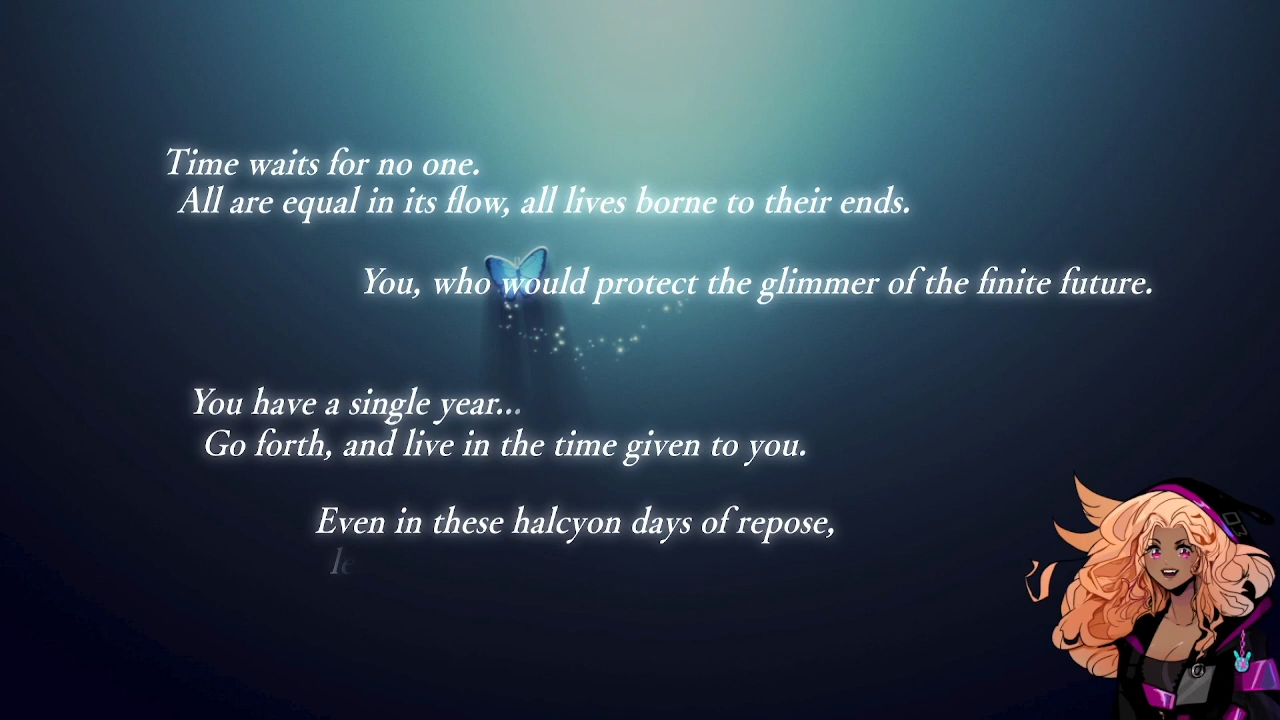 Time waits for no one.
All are equal in its flow, all lives borne to their ends.
You, who would protect the glimmer of the finite future.
You have a single year...
Go forth, and live in the time given to you.
Even in these halcyon days of repose,
le